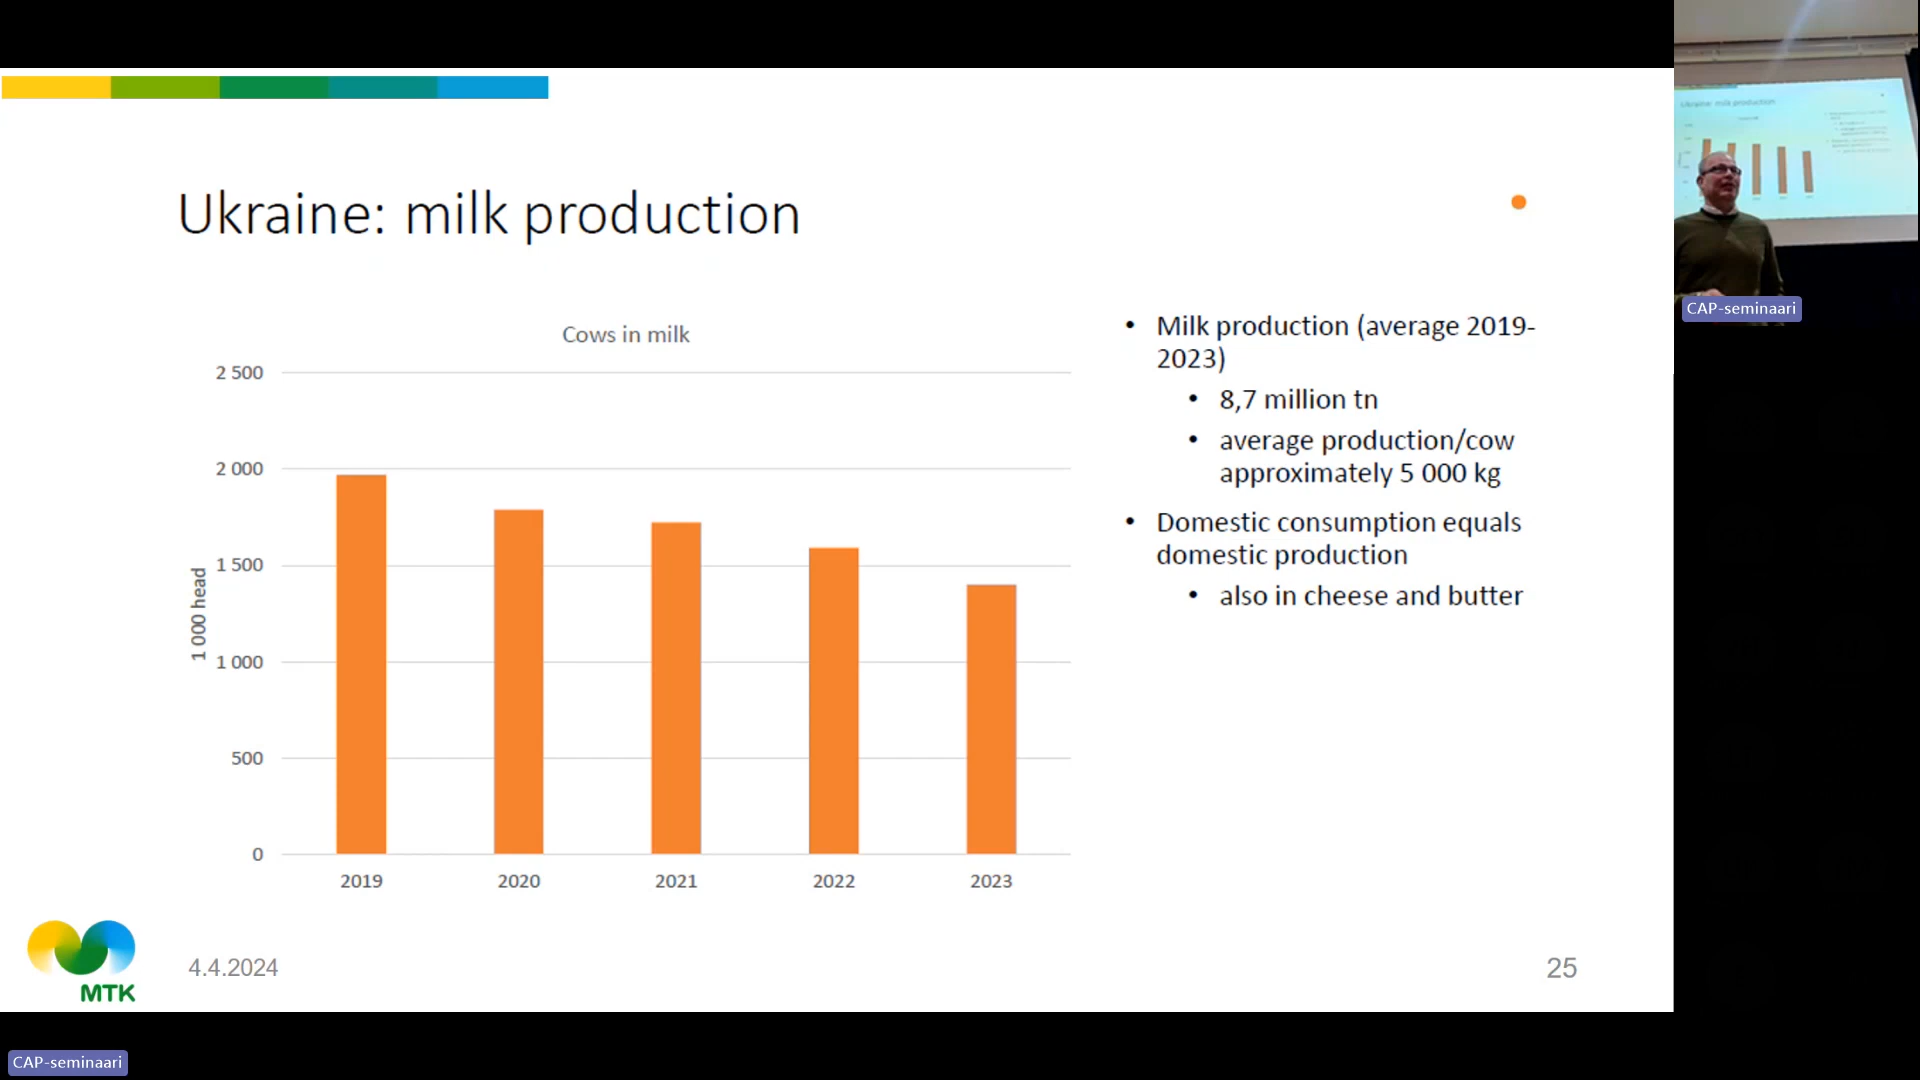 Ukraine: milk production
Cows in milk
2 500
2 000
1 500
1 000
500
0
1 000 head
2019
2020
2021
2022
2023
• Milk production (average 2019-
2023)
• 8,7 million tn
• average production/cow
approximately 5 000 kg
• Domestic consumption equals
domestic production
• also in cheese and butter
MTK
4.4.2024
25
CAP-seminaari
Ukraine: milk production
CAP-seminaari